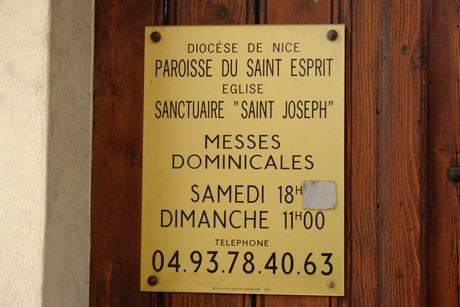 DIOCÈSE DE NICE
PAROISSE DU SAINT ESPRIT
EGLISE
SANCTUAIRE "SAINT JOSEPH"
MESSES
DOMINICALES
SAMEDI 18H
DIMANCHE 11H00
TELEPHONE
04.93.78.40.63